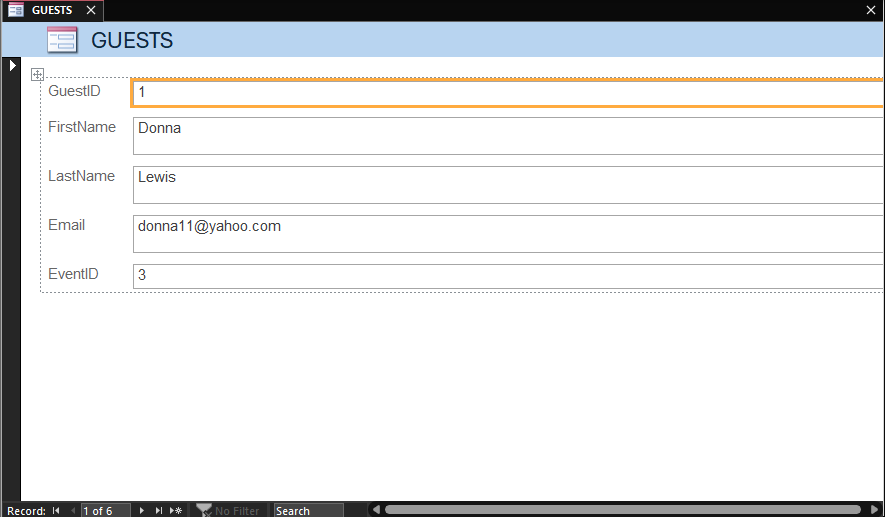 GUESTS
GUESTS
GuestID 1
FirstName Donna
LastName Lewis
Email donna11@yahoo.com
EventID 3
Record: 1 of 6 No Filter Search